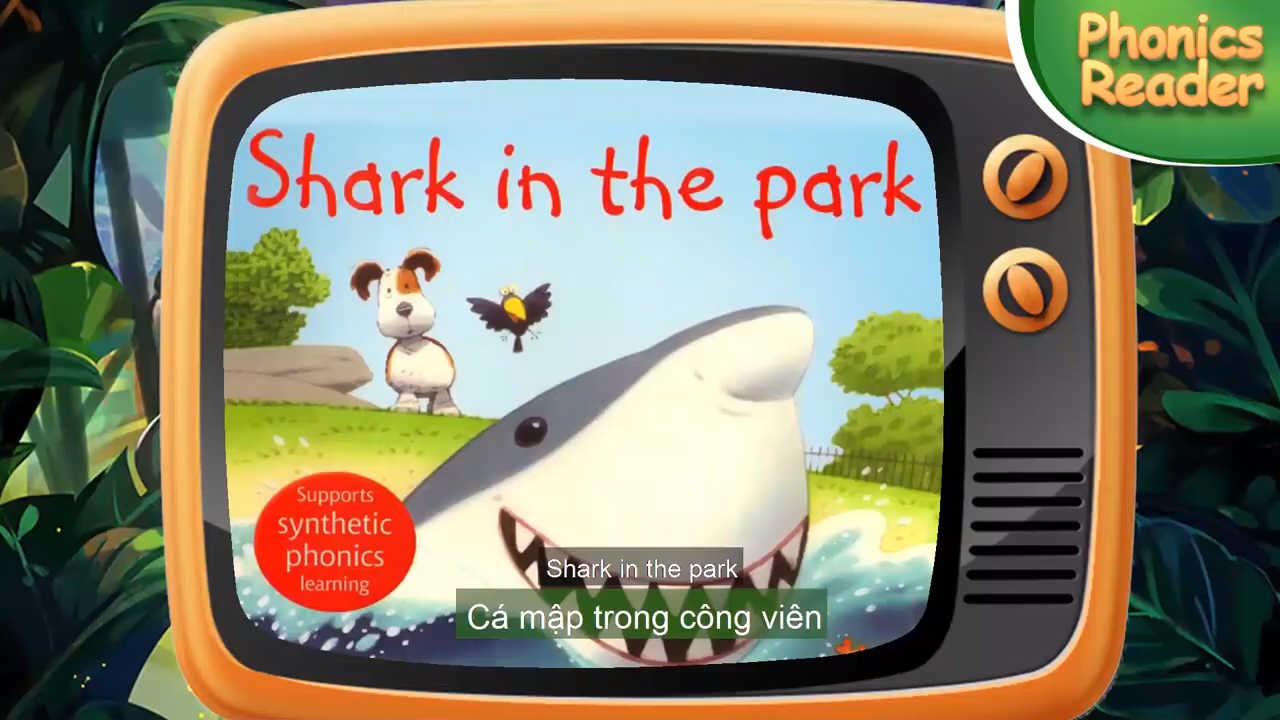 Phonics
Reader
Shark in the park
Supports
synthetic
phonics
learning
Shark in the park
Cá mập trong công viên